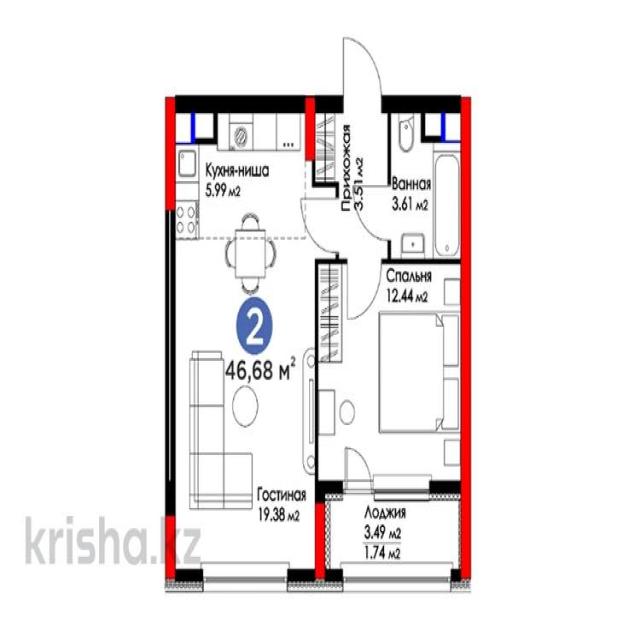 Кухня-ниша
5.99 м2
Прихожая
3.51 м2
Ванная
3.61 м2
Спальня
12.44 м2
2
46,68 м²
Гостиная
19.38 м2
Лоджия
3.49 м2
1.74 м2
krisha.kz